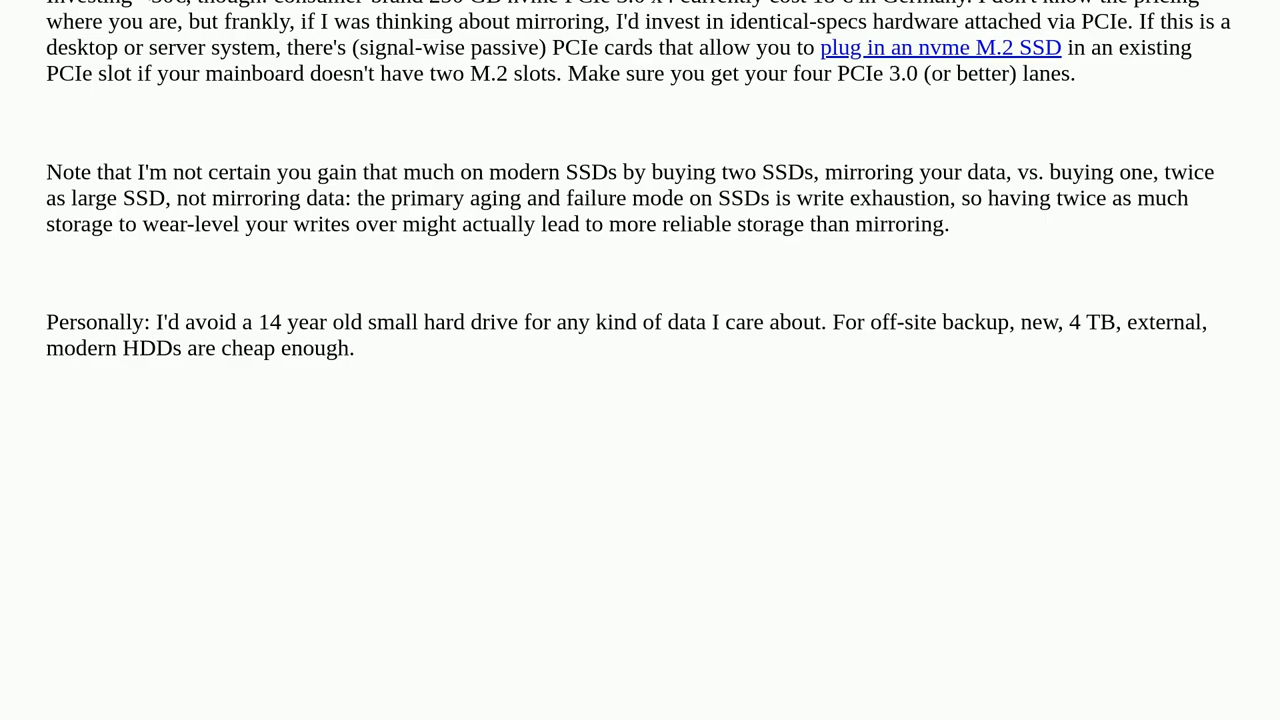 where you are, but frankly, if I was thinking about mirroring, I'd invest in identical-specs hardware attached via PCIe. If this is a
desktop or server system, there's (signal-wise passive) PCIe cards that allow you to plug in an nvme M.2 SSD in an existing
PCIe slot if your mainboard doesn't have two M.2 slots. Make sure you get your four PCIe 3.0 (or better) lanes.
Note that I'm not certain you gain that much on modern SSDs by buying two SSDs, mirroring your data, vs. buying one, twice
as large SSD, not mirroring data: the primary aging and failure mode on SSDs is write exhaustion, so having twice as much
storage to wear-level your writes over might actually lead to more reliable storage than mirroring.
Personally: I'd avoid a 14 year old small hard drive for any kind of data I care about. For off-site backup, new, 4 TB, external,
modern HDDs are cheap enough.